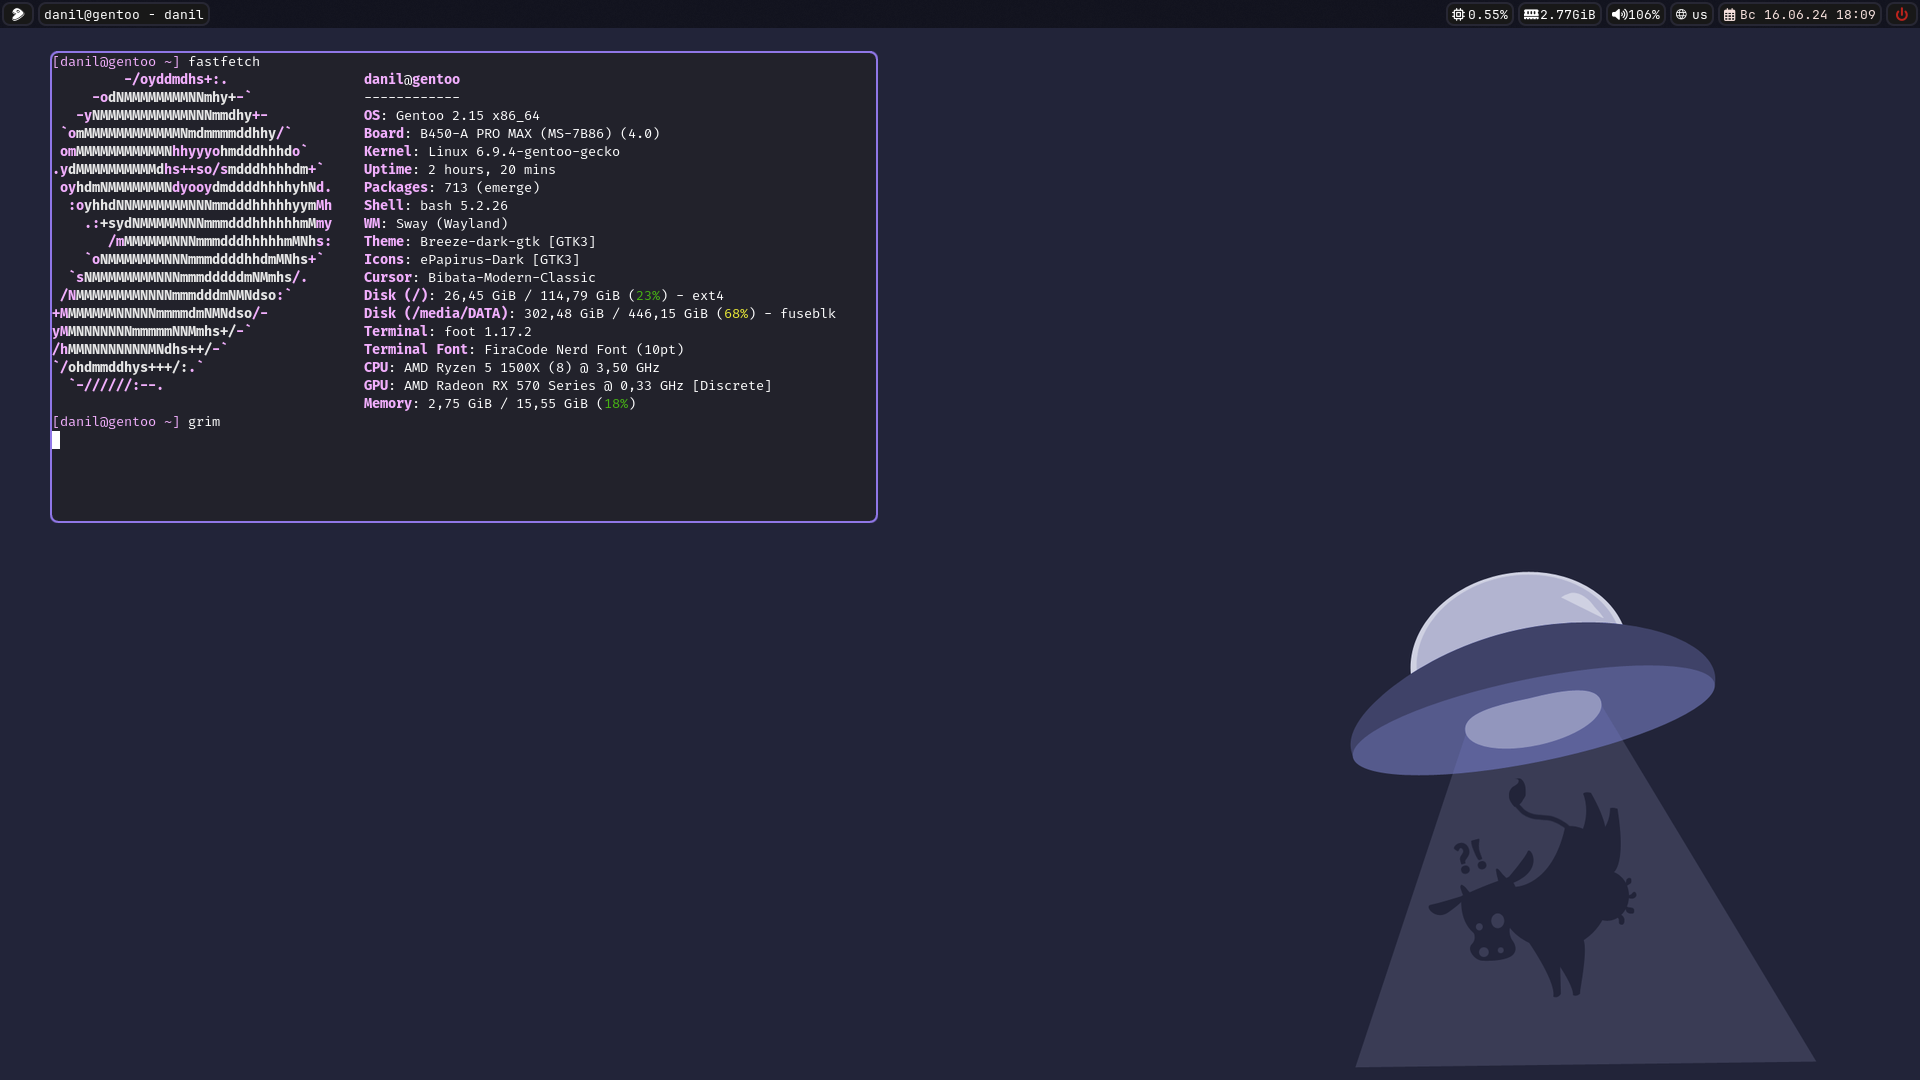 danil@gentoo - danil
0.55% 2.77GiB 106% us Вс 16.06.24 18:09
[danil@gentoo ~] fastfetch
-/oyddmdhs+:. danil@gentoo
-odNMMMMMMMMNNmhy+-` ------------
-yNMMMMMMMMMMMNNNmmdhy+- OS: Gentoo 2.15 x86_64
`omMMMMMMMMMMMMNmdmmmmddhhy/` Board: B450-A PRO MAX (MS-7B86) (4.0)
omMMMMMMMMMMMNhhyyyohmdddhhhdo` Kernel: Linux 6.9.4-gentoo-gecko
.ydMMMMMMMMMMdhs++so/smdddhhhhdm+` Uptime: 2 hours, 20 mins
oyhdmNMMMMMMMNdyooydmddddhhhhyhNd. Packages: 713 (emerge)
:oyhhdNNMMMMMMMNNNmmdddhhhhhyymMh Shell: bash 5.2.26
.:+sydNMMMMMNNNmmmdddhhhhhhmMmy WM: Sway (Wayland)
/mMMMMMMNNNmmmdddhhhhhmMNhs: Theme: Breeze-dark-gtk [GTK3]
`oNMMMMMMMNNNmmmddddhhdmMNhs+` Icons: ePapirus-Dark [GTK3]
`sNMMMMMMMMNNNmmmdddddmNMmhs/. Cursor: Bibata-Modern-Classic
/NMMMMMMMMNNNNmmmdddmNMNdso:` Disk (/): 26,45 GiB / 114,79 GiB (23%) - ext4
+MMMMMMMNNNNNmmmmdmNMNdso/- Disk (/media/DATA): 302,48 GiB / 446,15 GiB (68%) - fuseblk
yMMNNNNNNNmmmmmNNMmhs+/-` Terminal: foot 1.17.2
/hMMNNNNNNNNMNdhs++/-` Terminal Font: FiraCode Nerd Font (10pt)
`/ohdmmddhys+++/:.` CPU: AMD Ryzen 5 1500X (8) @ 3,50 GHz
`-//////:--. GPU: AMD Radeon RX 570 Series @ 0,33 GHz [Discrete]
Memory: 2,75 GiB / 15,55 GiB (18%)
[danil@gentoo ~] grim
?!